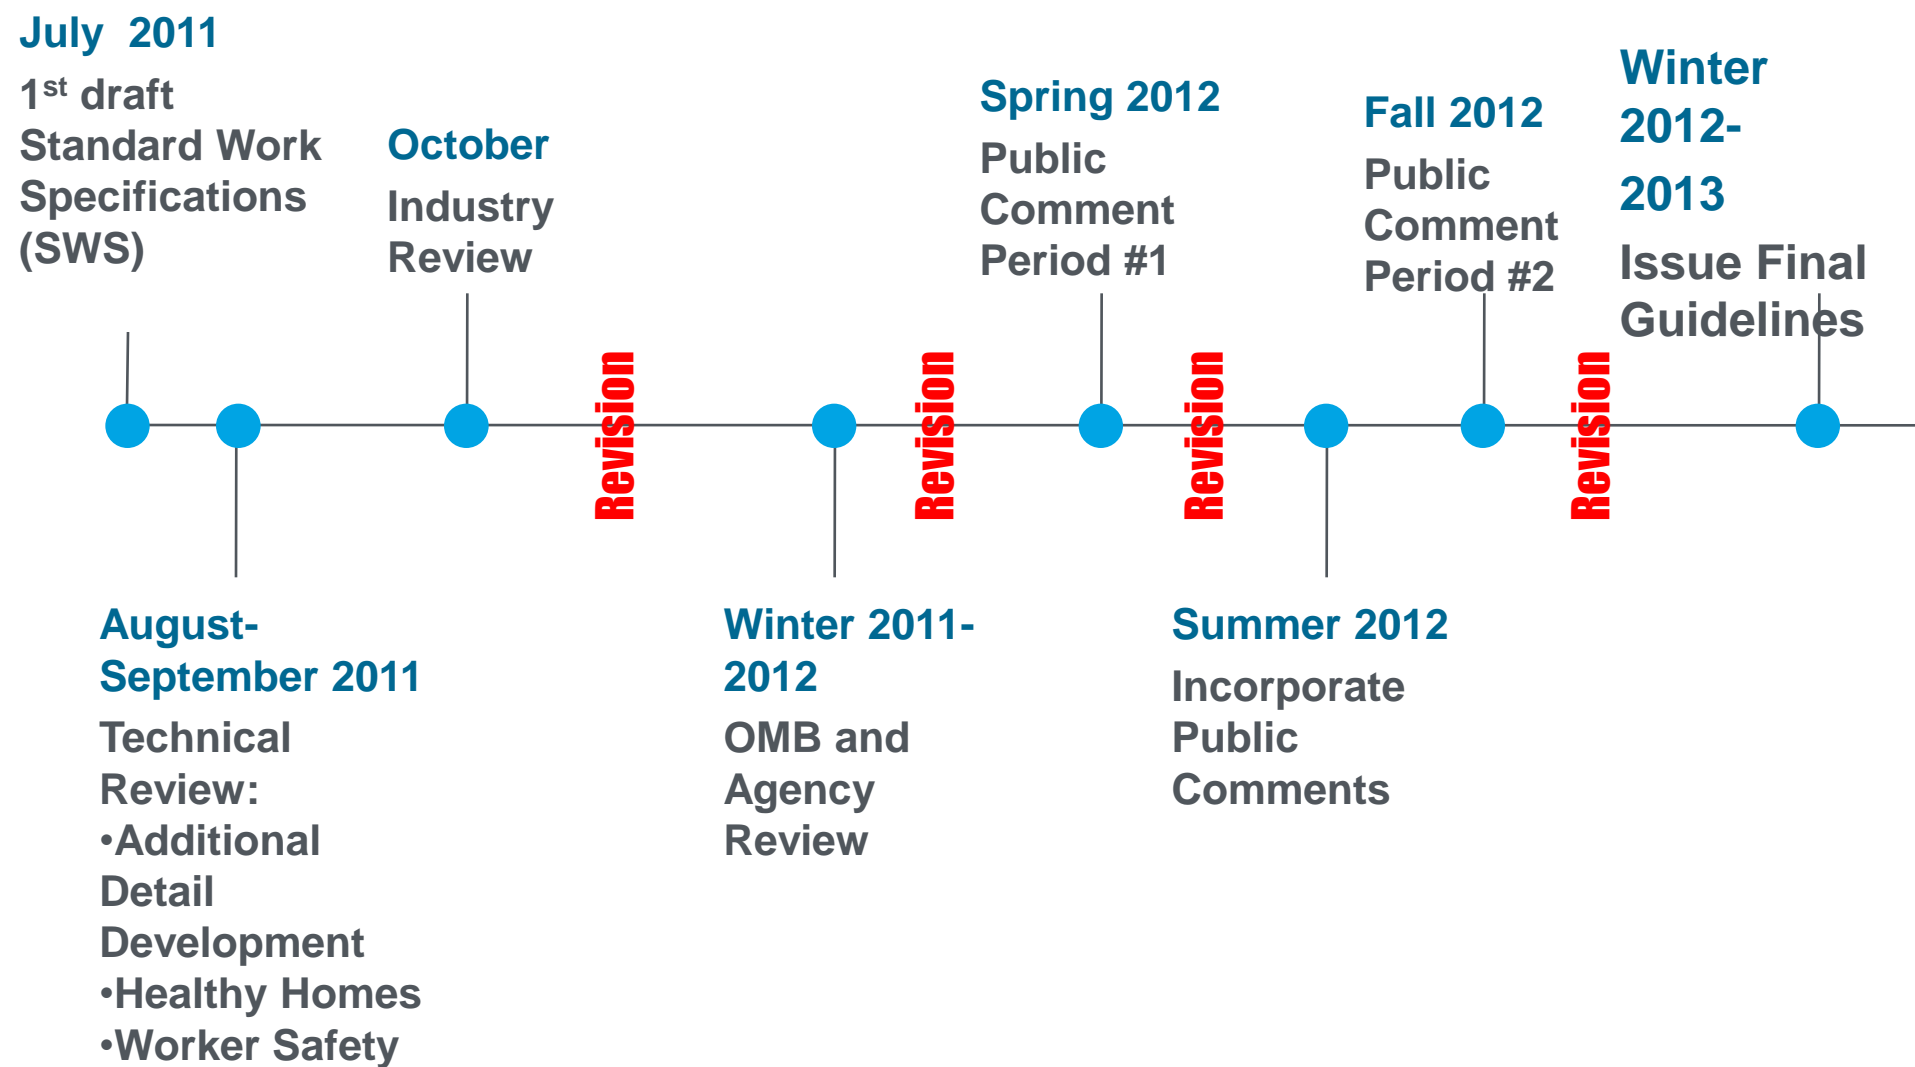 July 2011
1st draft
Standard Work
Specifications
(SWS)
August-
September 2011
Technical
Review:
•Additional
Detail
Development
•Healthy Homes
•Worker Safety
October
Industry
Review
Revision
Winter 2011-
2012
OMB and
Agency
Review
Revision
Spring 2012
Public
Comment
Period #1
Revision
Summer 2012
Incorporate
Public
Comments
Fall 2012
Public
Comment
Period #2
Revision
Winter
2012-
2013
Issue Final
Guidelines